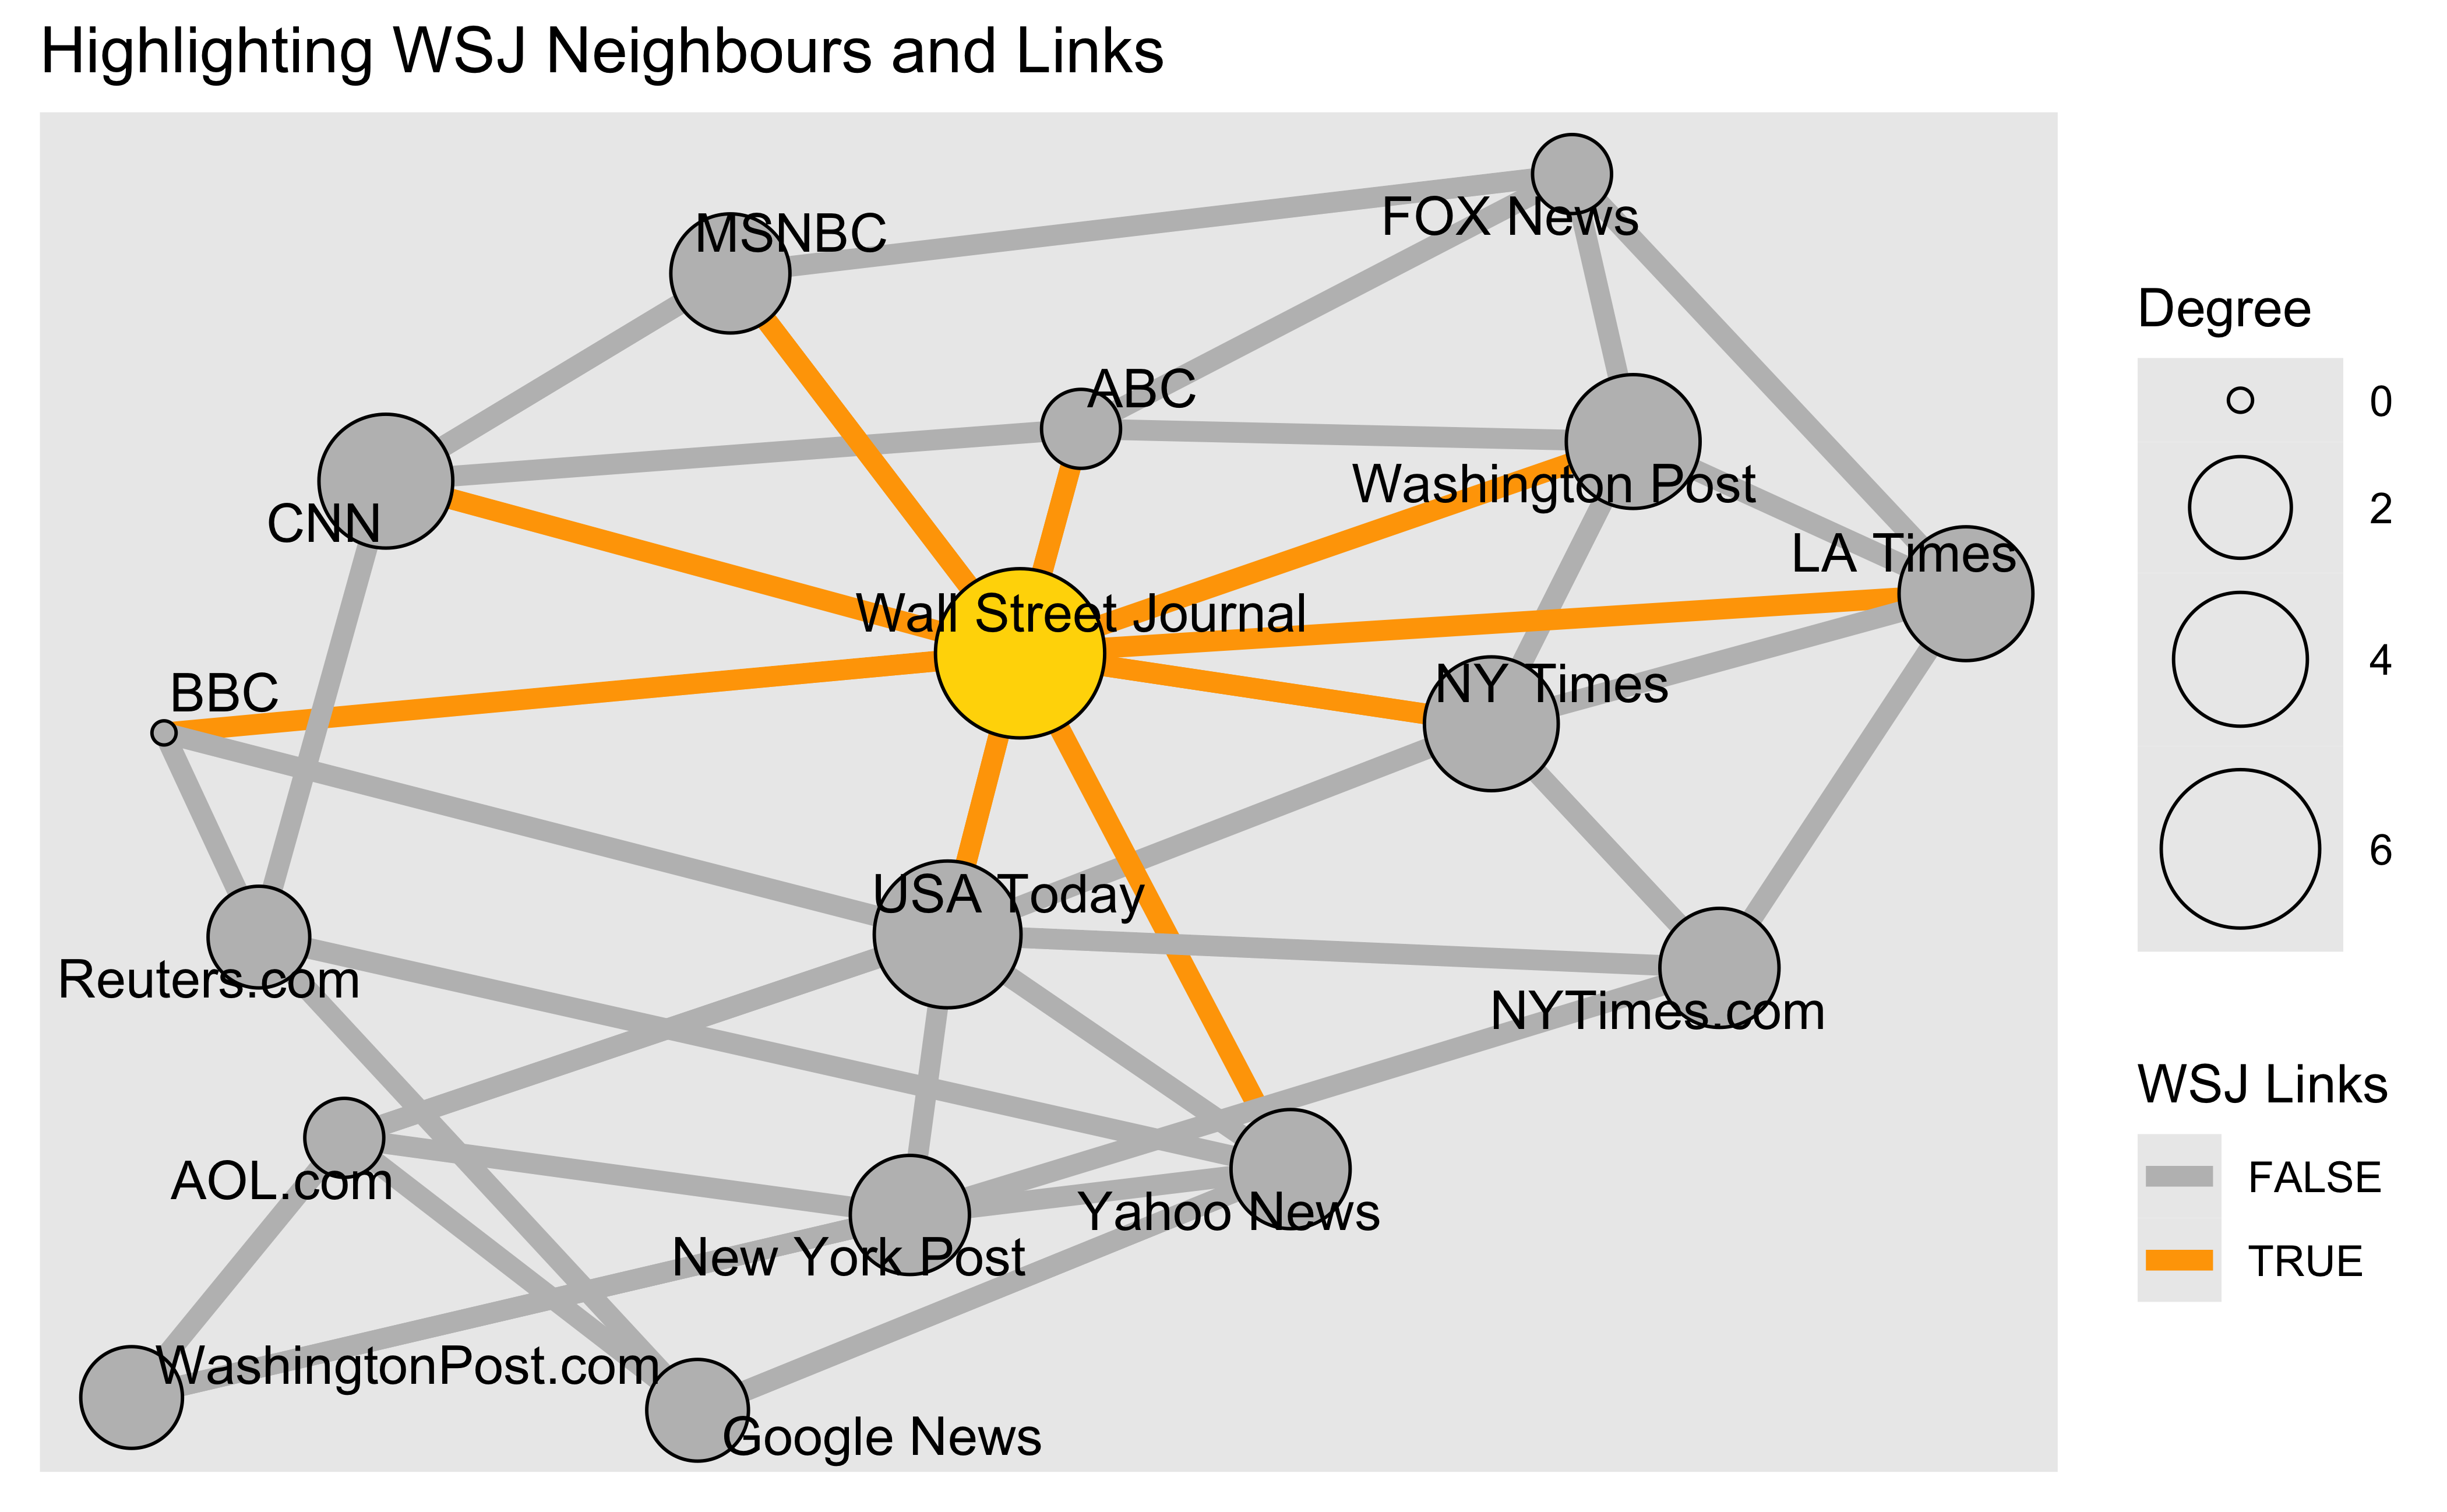 Highlighting WSJ Neighbours and Links
MSNBC
FOX News
ABC
CNN
Washington Post
LA Times
Wall Street Journal
BBC
NY Times
USA Today
Reuters.com
NYTimes.com
AOL.com
Yahoo News
New York Post
WashingtonPost.com
Google News
Degree
0
2
4
6
WSJ Links
FALSE
TRUE